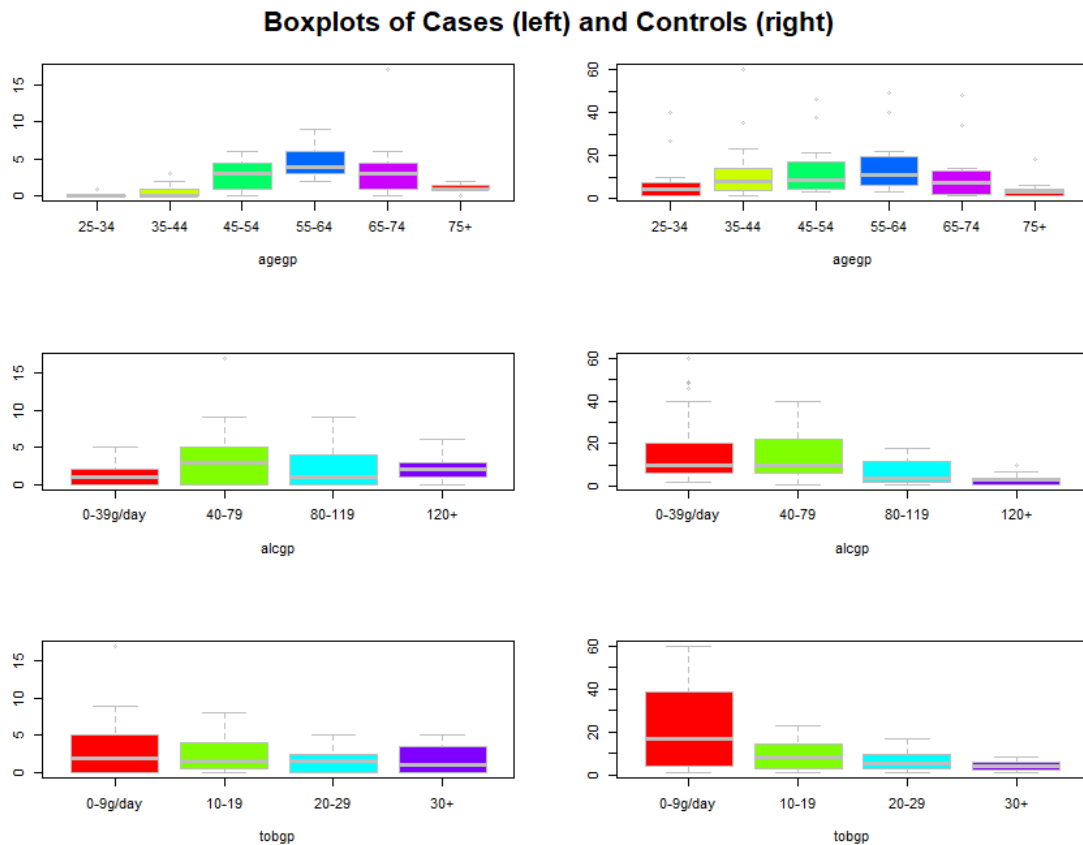 Boxplots of Cases (left) and Controls (right)
15
10
5
0
25-34 35-44 45-54 55-64 65-74 75+
agegp
60
40
20
0
25-34 35-44 45-54 55-64 65-74 75+
agegp
15
10
5
0
0-39g/day 40-79 80-119 120+
alcgp
60
40
20
0
0-39g/day 40-79 80-119 120+
alcgp
15
10
5
0
0-9g/day 10-19 20-29 30+
tobgp
60
40
20
0
0-9g/day 10-19 20-29 30+
tobgp